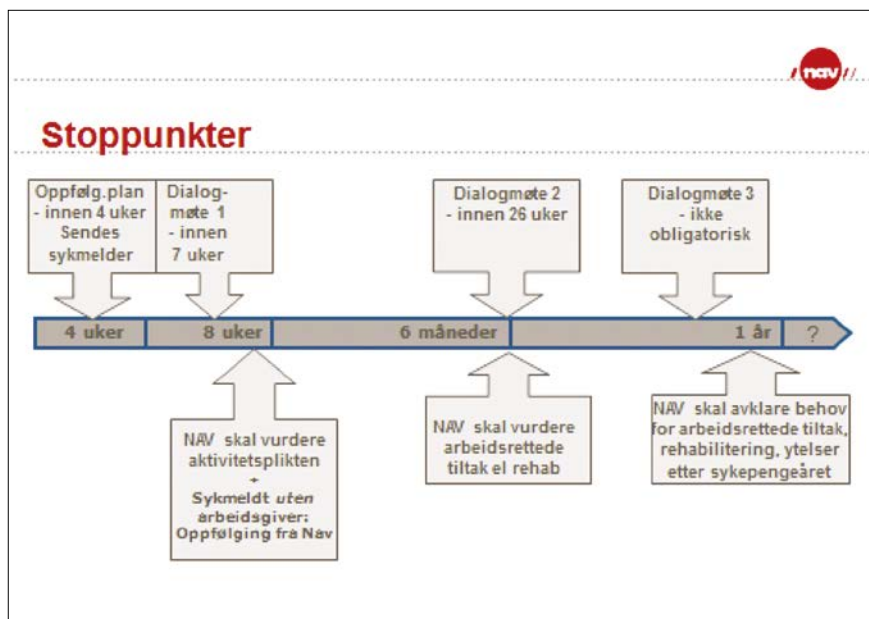 nav
Stoppunkter
Oppfølg.plan
- innen 4 uker
Sendes
sykmelder
Dialog-
møte 1
- innen
7 uker
Dialogmøte 2
- innen 26 uker
Dialogmøte 3
- ikke
obligatorisk
4 uker
8 uker
6 måneder
1 år
?
NAV skal vurdere
aktivitetsplikten
+
Sykmeldt uten
arbeidsgiver:
Oppfølging fra Nav
NAV skal vurdere
arbeidsrettede
tiltak el rehab
NAV skal avklare behov
for arbeidsrettede tiltak,
rehabilitering, ytelser
etter sykepengeåret